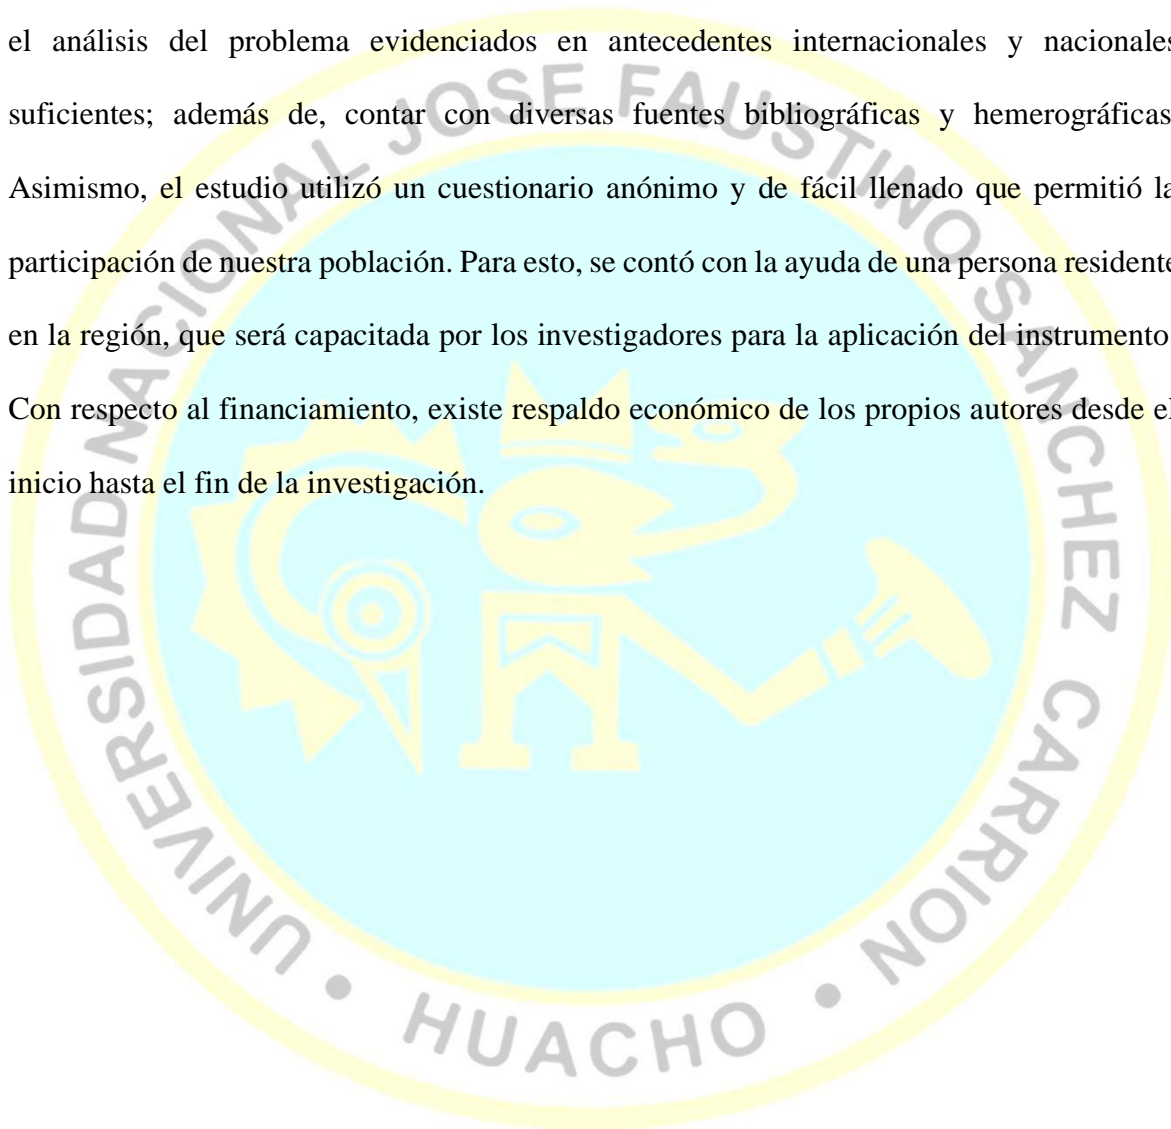 el análisis del problema evidenciados en antecedentes internacionales y nacionales
suficientes; además de, contar con diversas fuentes bibliográficas y hemerográficas
Asimismo, el estudio utilizó un cuestionario anónimo y de fácil llenado que permitió la
participación de nuestra población. Para esto, se contó con la ayuda de una persona residente
en la región, que será capacitada por los investigadores para la aplicación del instrumento
Con respecto al financiamiento, existe respaldo económico de los propios autores desde el
inicio hasta el fin de la investigación.
UNIVERSIDAD NACIONAL JOSE FAUSTINO SANCHEZ CARRION
• HUACHO •